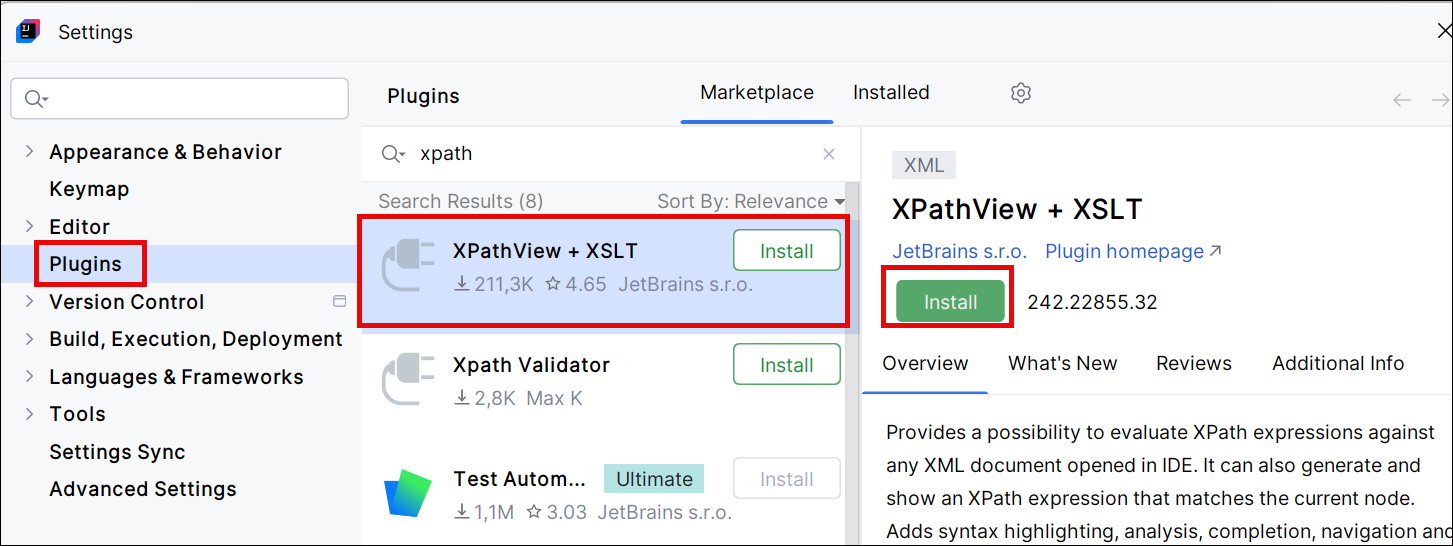 Settings
Appearance & Behavior
Keymap
Editor
Plugins
Version Control
Build, Execution, Deployment
Languages & Frameworks
Tools
Settings Sync
Advanced Settings
Plugins
Marketplace
Installed
xpath
Search Results (8)
Sort By: Relevance
XPathView + XSLT
Install
211,3K
4.65
JetBrains s.r.o.
Xpath Validator
Install
2,8K
Max K
Test Autom...
Ultimate
Install
1,1M
3.03
JetBrains s.r.o.
XML
XPathView + XSLT
JetBrains s.r.o.
Plugin homepage ↗
Install
242.22855.32
Overview
What's New
Reviews
Additional Info
Provides a possibility to evaluate XPath expressions against
any XML document opened in IDE. It can also generate and
show an XPath expression that matches the current node.
Adds syntax highlighting, analysis, completion, navigation and